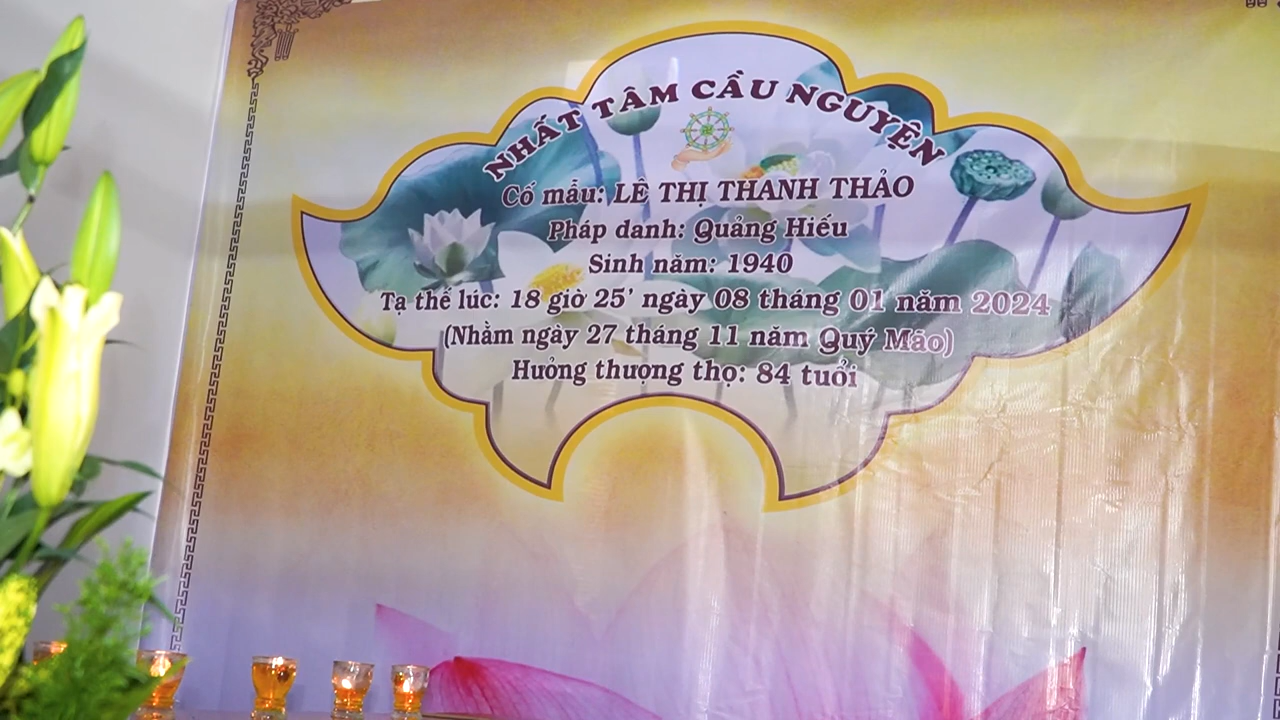 NHẤT TÂM CẦU NGUYỆN
Cố mẫu: LÊ THỊ THANH THẢO
Pháp danh: Quảng Hiếu
Sinh năm: 1940
Tạ thế lúc: 18 giờ 25' ngày 08 tháng 01 năm 2024
(Nhằm ngày 27 tháng 11 năm Quý Mão)
Hưởng thượng thọ: 84 tuổi